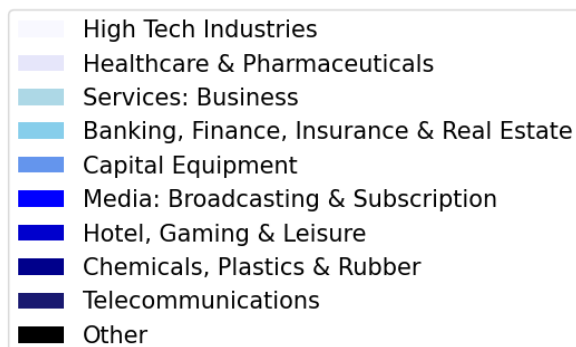 High Tech Industries
Healthcare & Pharmaceuticals
Services: Business
Banking, Finance, Insurance & Real Estate
Capital Equipment
Media: Broadcasting & Subscription
Hotel, Gaming & Leisure
Chemicals, Plastics & Rubber
Telecommunications
Other